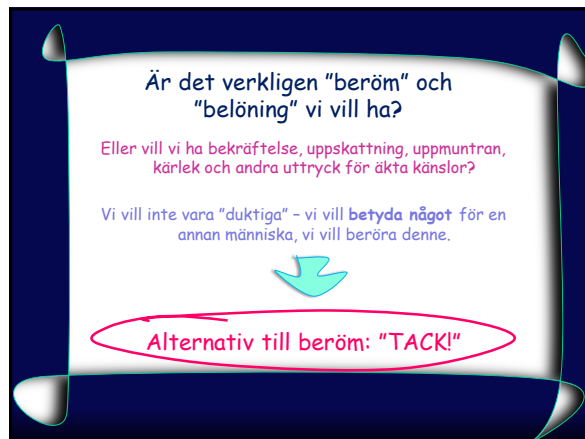 Är det verkligen ”beröm” och
”belöning” vi vill ha?
Eller vill vi ha bekräftelse, uppskattning, uppmuntran,
kärlek och andra uttryck för äkta känslor?
Vi vill inte vara ”duktiga” – vi vill betyda något för en
annan människa, vi vill beröra denne.
Alternativ till beröm: ”TACK!”